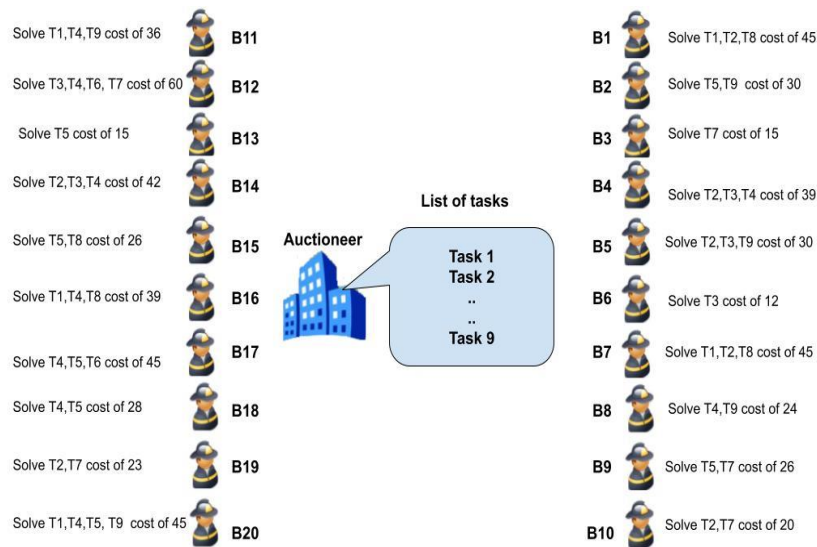 Solve T1,T4,T9 cost of 36
B11
Solve T3,T4,T6, T7 cost of 60
B12
Solve T5 cost of 15
B13
Solve T2,T3,T4 cost of 42
B14
Solve T5,T8 cost of 26
B15
Solve T1,T4,T8 cost of 39
B16
Solve T4,T5,T6 cost of 45
B17
Solve T4,T5 cost of 28
B18
Solve T2,T7 cost of 23
B19
Solve T1,T4,T5, T9 cost of 45
B20
Auctioneer
List of tasks
Task 1
Task 2
..
..
Task 9
B1
Solve T1,T2,T8 cost of 45
B2
Solve T5,T9 cost of 30
B3
Solve T7 cost of 15
B4
Solve T2,T3,T4 cost of 39
B5
Solve T2,T3,T9 cost of 30
B6
Solve T3 cost of 12
B7
Solve T1,T2,T8 cost of 45
B8
Solve T4,T9 cost of 24
B9
Solve T5,T7 cost of 26
B10
Solve T2,T7 cost of 20